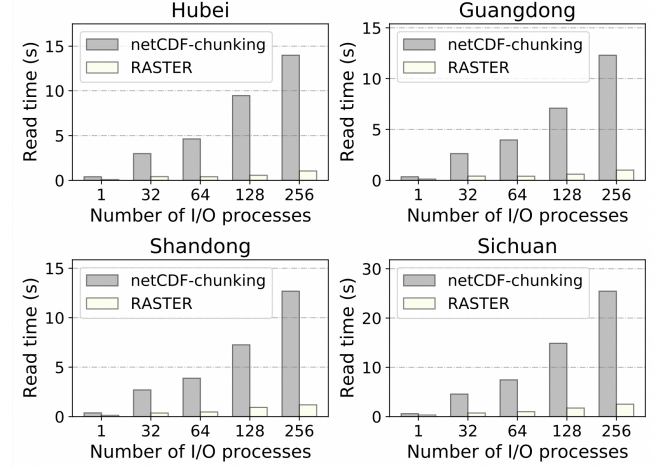 Hubei
Read time (s)
15
10
5
0
netCDF-chunking
RASTER
1 32 64 128 256
Number of I/O processes
Guangdong
Read time (s)
15
10
5
0
netCDF-chunking
RASTER
1 32 64 128 256
Number of I/O processes
Shandong
Read time (s)
15
10
5
0
netCDF-chunking
RASTER
1 32 64 128 256
Number of I/O processes
Sichuan
Read time (s)
30
20
10
0
netCDF-chunking
RASTER
1 32 64 128 256
Number of I/O processes